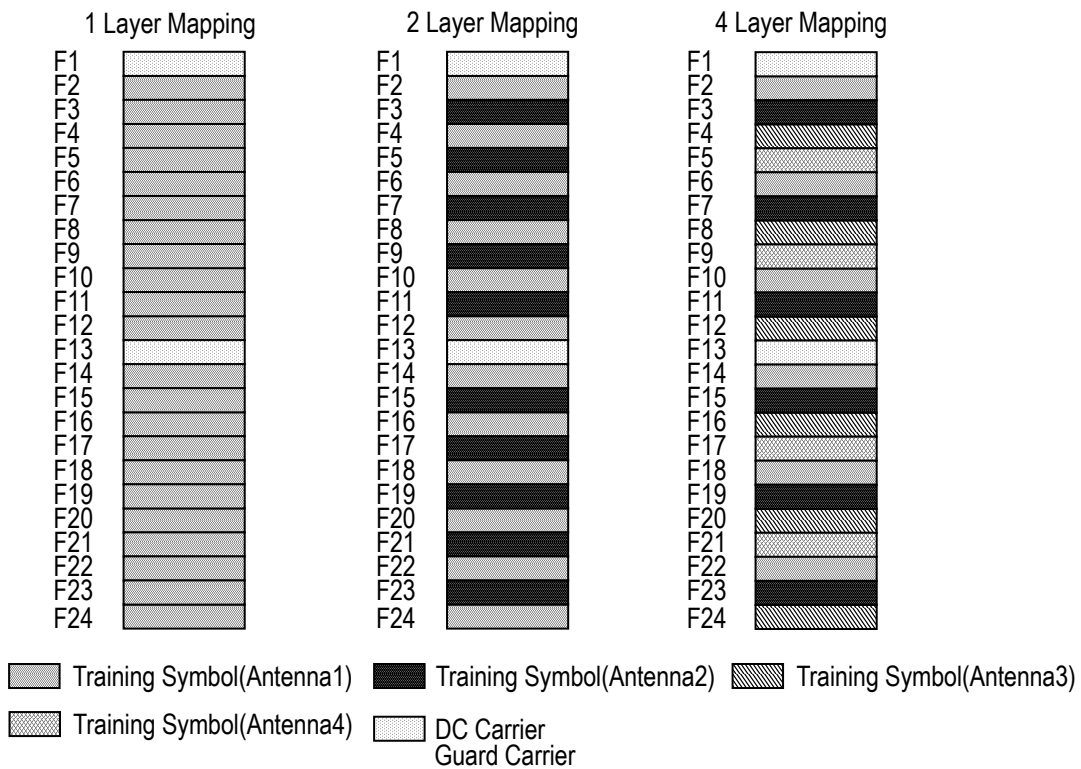 1 Layer Mapping
2 Layer Mapping
4 Layer Mapping
F1
F2
F3
F4
F5
F6
F7
F8
F9
F10
F11
F12
F13
F14
F15
F16
F17
F18
F19
F20
F21
F22
F23
F24
F1
F2
F3
F4
F5
F6
F7
F8
F9
F10
F11
F12
F13
F14
F15
F16
F17
F18
F19
F20
F21
F22
F23
F24
F1
F2
F3
F4
F5
F6
F7
F8
F9
F10
F11
F12
F13
F14
F15
F16
F17
F18
F19
F20
F21
F22
F23
F24
Training Symbol(Antenna1)
Training Symbol(Antenna2)
Training Symbol(Antenna3)
Training Symbol(Antenna4)
DC Carrier
Guard Carrier